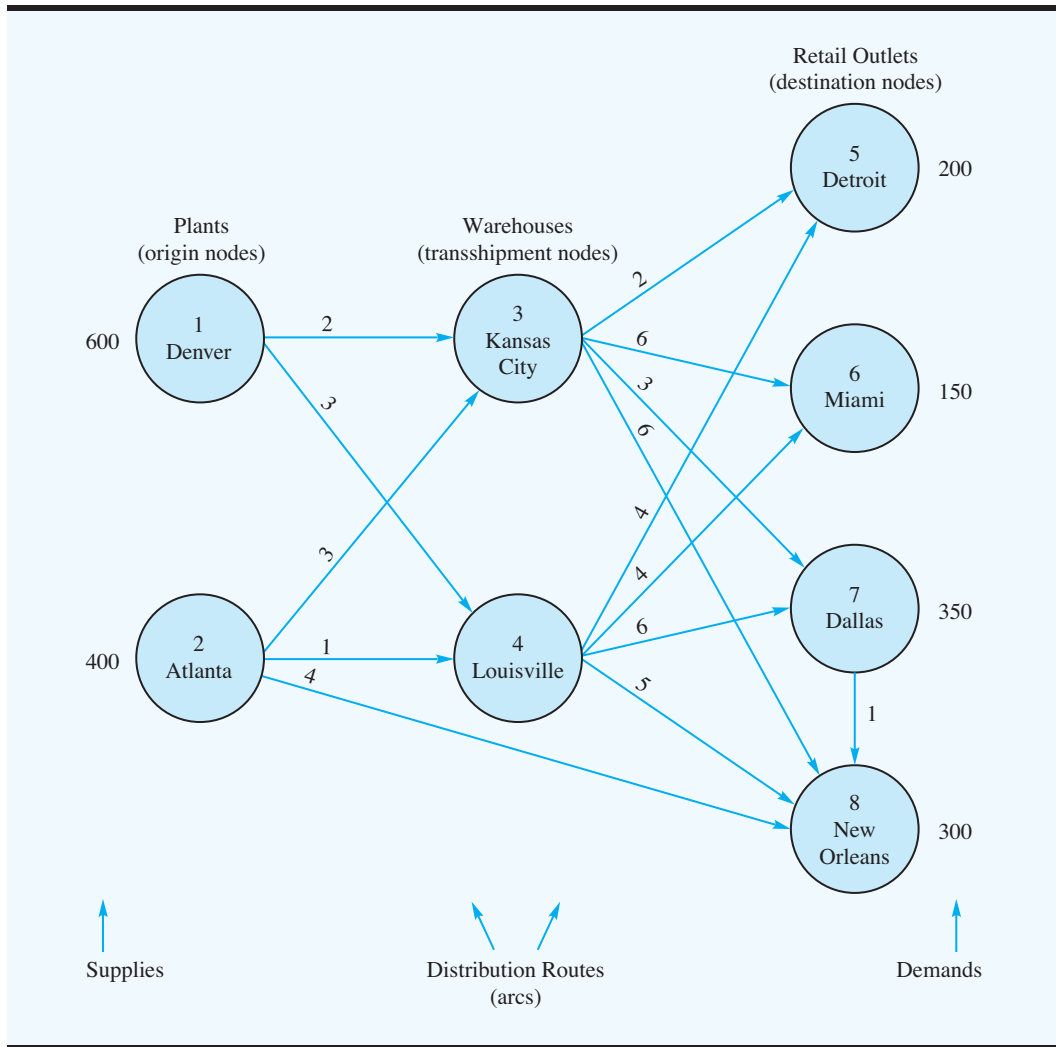 Retail Outlets
(destination nodes)
5
Detroit
200
Plants
(origin nodes)
Warehouses
(transshipment nodes)
600
1
Denver
2
3
3
Kansas
City
2
6
3
6
6
Miami
150
3
4
4
6
5
400
2
Atlanta
1
4
4
Louisville
7
Dallas
350
1
8
New
Orleans
300
Supplies
Distribution Routes
(arcs)
Demands